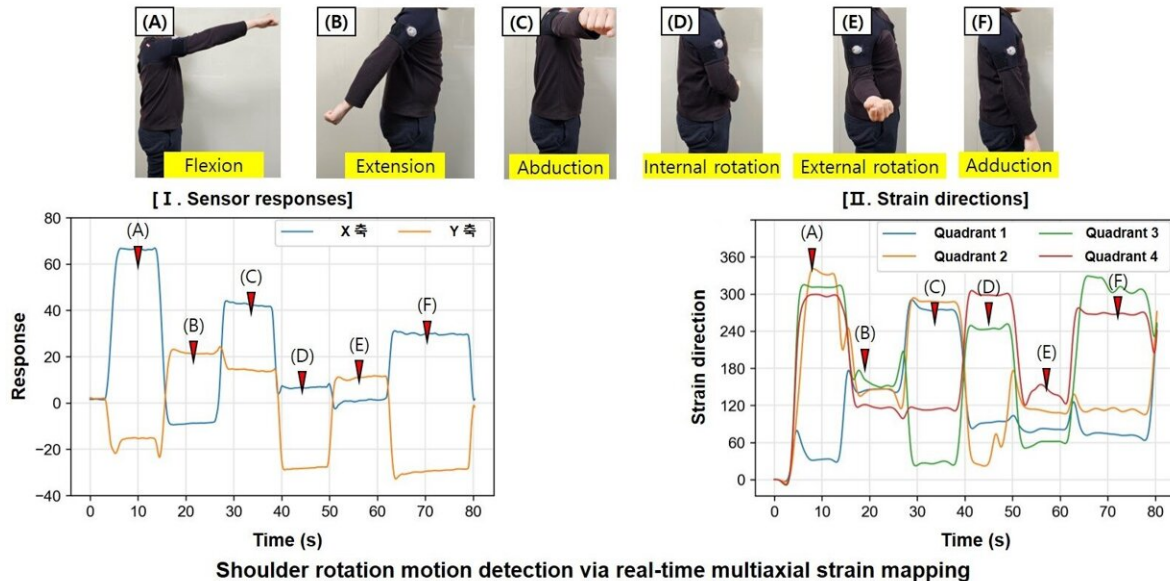 (A) (B) (C) (D) (E) (F)
Flexion Extension Abduction Internal rotation External rotation Adduction
[Ⅰ. Sensor responses]
80
60
40
20
0
-20
-40
Response
X 축 Y 축
(A)
(B)
(C)
(D)
(E)
(F)
0 10 20 30 40 50 60 70 80
Time (s)
[Ⅱ. Strain directions]
360
300
240
180
120
60
0
Strain direction
Quadrant 1 Quadrant 3
Quadrant 2 Quadrant 4
(A)
(B)
(C)
(D)
(E)
(F)
0 10 20 30 40 50 60 70 80
Time (s)
Shoulder rotation motion detection via real-time multiaxial strain mapping